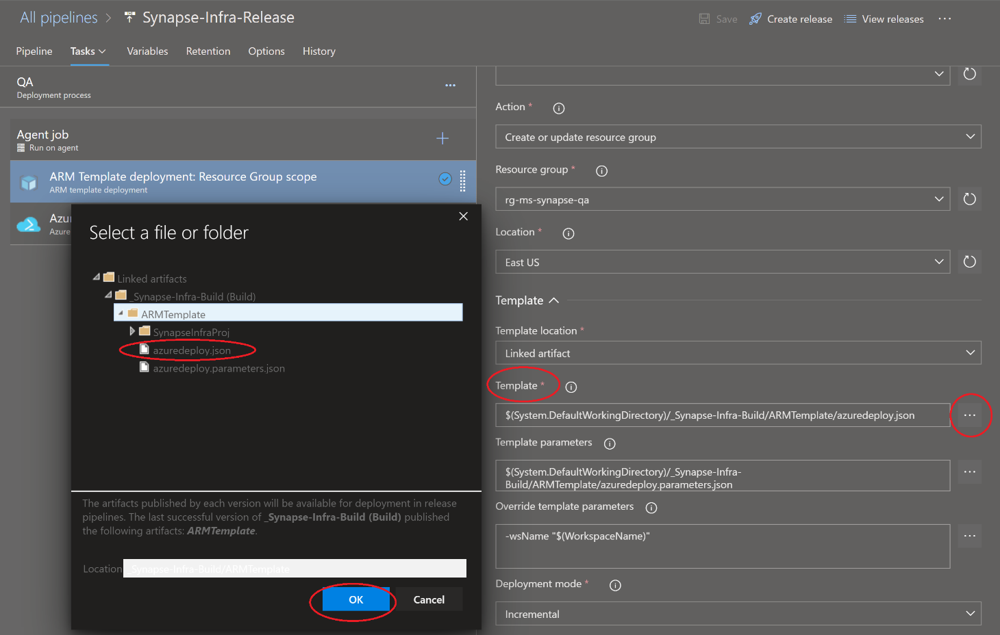 All pipelines > Synapse-Infra-Release
Save Create release View releases ...
Pipeline Tasks Variables Retention Options History
QA
Deployment process
Agent job
Run on agent
ARM Template deployment: Resource Group scope
ARM template deployment
Azu
Azure
Select a file or folder
Linked artifacts
_Synapse-Infra-Build (Build)
ARMTemplate
SynapseInfraProj
azuredeploy.json
azuredeploy.parameters.json
The artifacts published by each version will be available for deployment in release
pipelines. The last successful version of _Synapse-Infra-Build (Build) published
the following artifacts: ARMTemplate.
Location _Synapse-Infra-Build/ARMTemplate
OK Cancel
Action *
Create or update resource group
Resource group *
rg-ms-synapse-qa
Location *
East US
Template
Template location *
Linked artifact
Template *
$(System.DefaultWorkingDirectory)/_Synapse-Infra-Build/ARMTemplate/azuredeploy.json
Template parameters
$(System.DefaultWorkingDirectory)/_Synapse-Infra-
Build/ARMTemplate/azuredeploy.parameters.json
Override template parameters
-wsName "$(WorkspaceName)"
Deployment mode *
Incremental